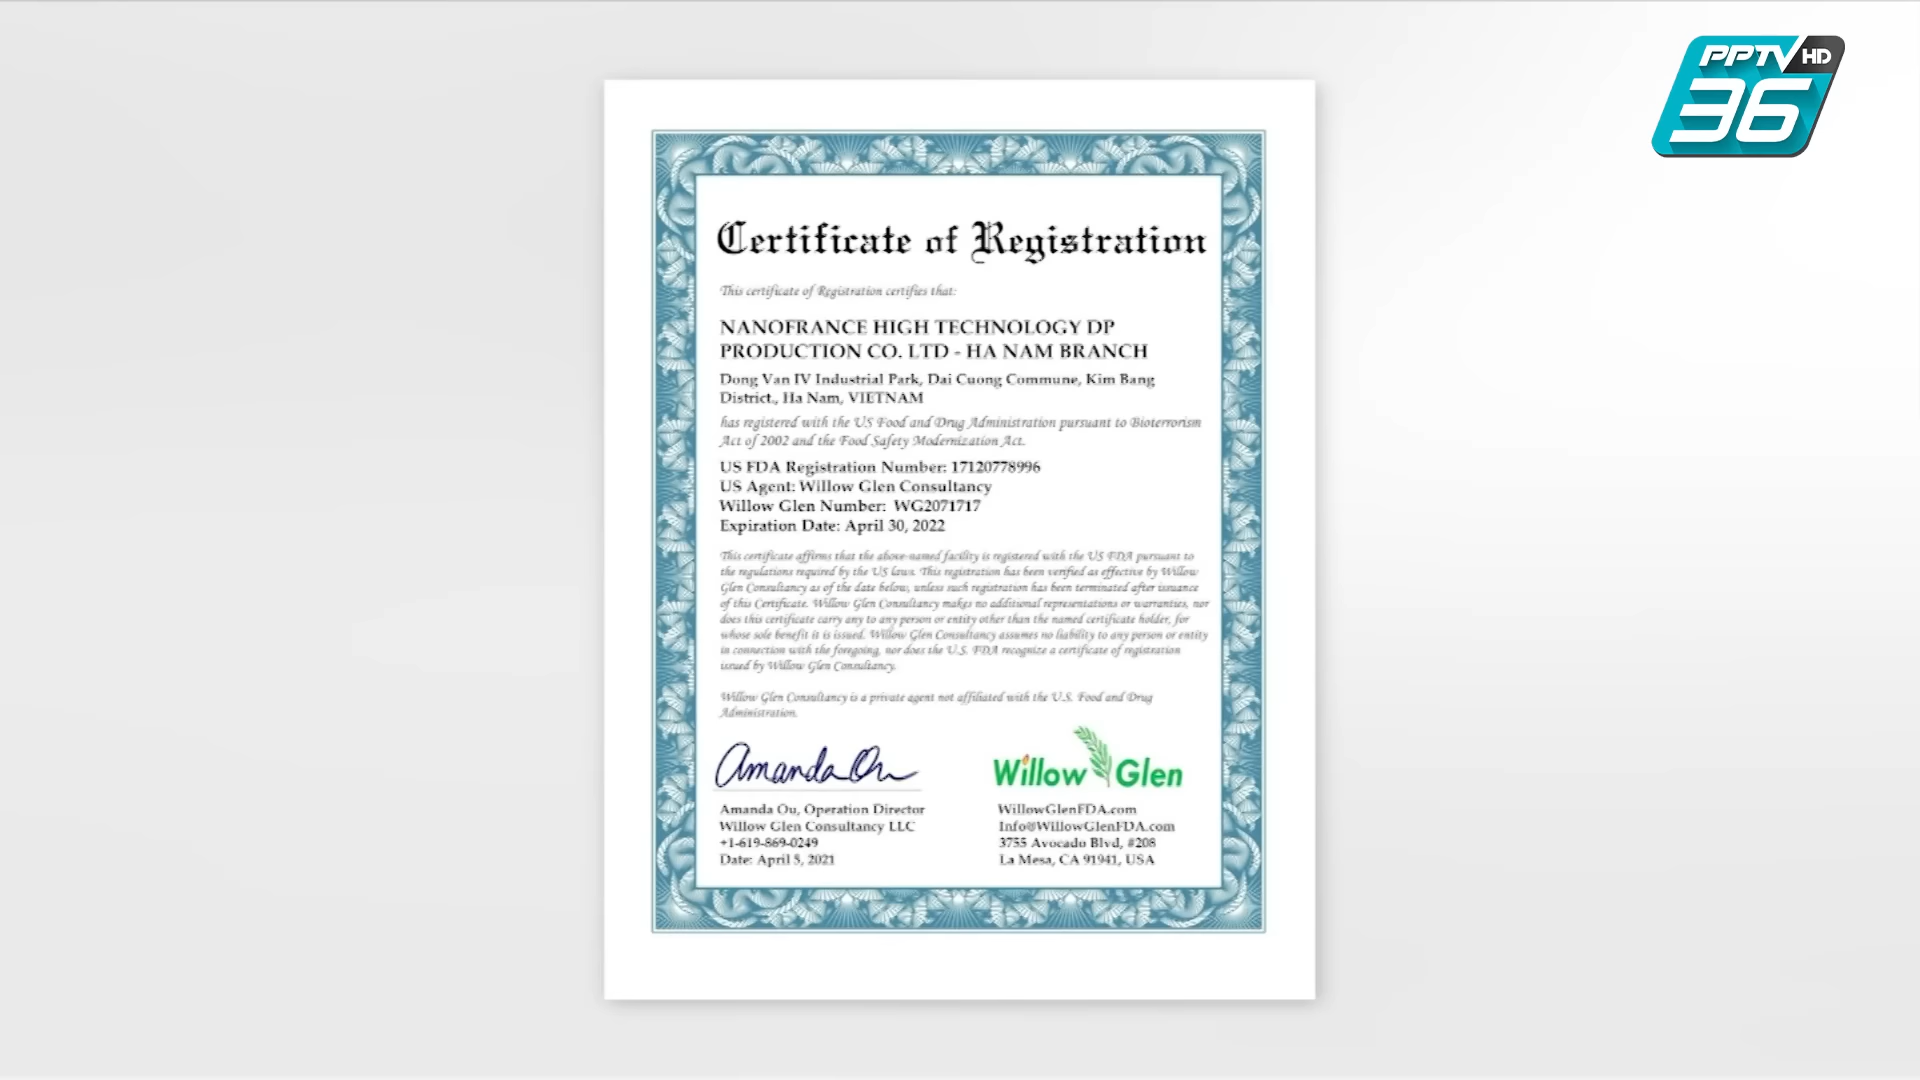 PPTV HD
36
Certificate of Registration
This certificate of Registration certifies that:
NANOFRANCE HIGH TECHNOLOGY DP
PRODUCTION CO. LTD - HA NAM BRANCH
Dong Van IV Industrial Park, Dai Cuong Commune, Kim Bang
District., Ha Nam, VIETNAM
has registered with the US Food and Drug Administration pursuant to Bioterrorism
Act of 2002 and the Food Safety Modernization Act.
US FDA Registration Number: 17120778996
US Agent: Willow Glen Consultancy
Willow Glen Number: WG2071717
Expiration Date: April 30, 2022
This certificate affirms that the above-named facility is registered with the US FDA pursuant to
the regulations required by the US laws. This registration has been verified as effective by Willow
Glen Consultancy as of the date below, unless such registration has been terminated after issuance
of this Certificate. Willow Glen Consultancy makes no additional representations or warranties, nor
does this certificate carry any to any person or entity other than the named certificate holder, for
whose sole benefit it is issued. Willow Glen Consultancy assumes no liability to any person or entity
in connection with the foregoing, nor does the U.S. FDA recognize a certificate of registration
issued by Willow Glen Consultancy.
Willow Glen Consultancy is a private agent not affiliated with the U.S. Food and Drug
Administration.
Amanda Ou
Willow Glen
Amanda Ou, Operation Director
Willow Glen Consultancy LLC
+1-619-869-0249
Date: April 5, 2021
WillowGlenFDA.com
Info@WillowGlenFDA.com
3755 Avocado Blvd, #208
La Mesa, CA 91941, USA